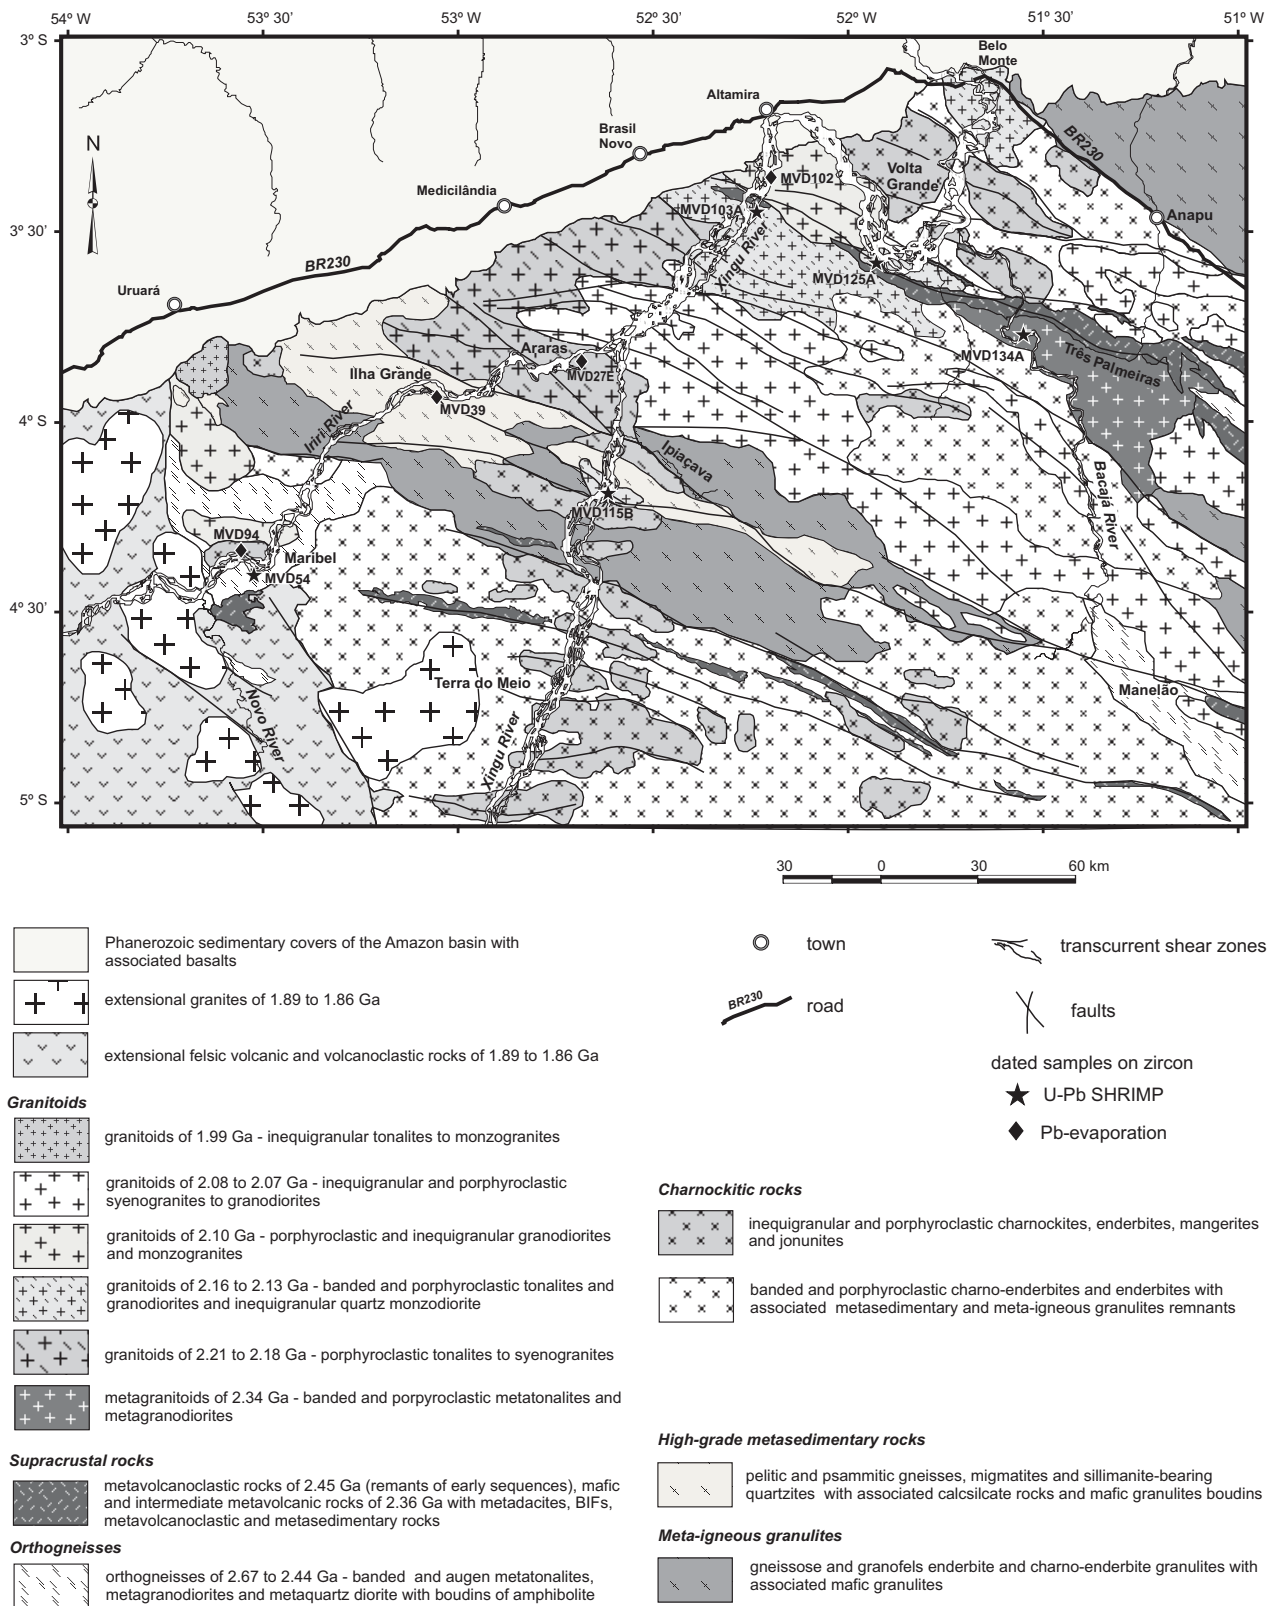 54º W
53º 30'
53º W
52º 30'
52º W
51º 30'
51º W
3º S
3º 30'
4º S
4º 30'
5º S
N
Belo
Monte
Altamira
Brasil
Novo
Medicilândia
Uruará
BR230
BR230
Anapu
Volta
Grande
MVD102
MVD103A
Xingu River
MVD125A
MVD134A
Três Palmeiras
Araras
MVD27E
Ilha Grande
MVD39
Iriri River
Ipiaçava
MVD115B
Bacajá River
MVD94
Maribel
MVD54
Novo River
Terra do Meio
Xingu River
Manelão
30 0 30 60 km
Phanerozoic sedimentary covers of the Amazon basin with
associated basalts
extensional granites of 1.89 to 1.86 Ga
extensional felsic volcanic and volcanoclastic rocks of 1.89 to 1.86 Ga
Granitoids
granitoids of 1.99 Ga - inequigranular tonalites to monzogranites
granitoids of 2.08 to 2.07 Ga - inequigranular and porphyroclastic
syenogranites to granodiorites
granitoids of 2.10 Ga - porphyroclastic and inequigranular granodiorites
and monzogranites
granitoids of 2.16 to 2.13 Ga - banded and porphyroclastic tonalites and
granodiorites and inequigranular quartz monzodiorite
granitoids of 2.21 to 2.18 Ga - porphyroclastic tonalites to syenogranites
metagranitoids of 2.34 Ga - banded and porpyroclastic metatonalites and
metagranodiorites
Supracrustal rocks
metavolcanoclastic rocks of 2.45 Ga (remants of early sequences), mafic
and intermediate metavolcanic rocks of 2.36 Ga with metadacites, BIFs,
metavolcanoclastic and metasedimentary rocks
Orthogneisses
orthogneisses of 2.67 to 2.44 Ga - banded and augen metatonalites,
metagranodiorites and metaquartz diorite with boudins of amphibolite
town
BR230
road
transcurrent shear zones
faults
dated samples on zircon
U-Pb SHRIMP
Pb-evaporation
Charnockitic rocks
inequigranular and porphyroclastic charnockites, enderbites, mangerites
and jonunites
banded and porphyroclastic charno-enderbites and enderbites with
associated metasedimentary and meta-igneous granulites remnants
High-grade metasedimentary rocks
pelitic and psammitic gneisses, migmatites and sillimanite-bearing
quartzites with associated calcsilcate rocks and mafic granulites boudins
Meta-igneous granulites
gneissose and granofels enderbite and charno-enderbite granulites with
associated mafic granulites